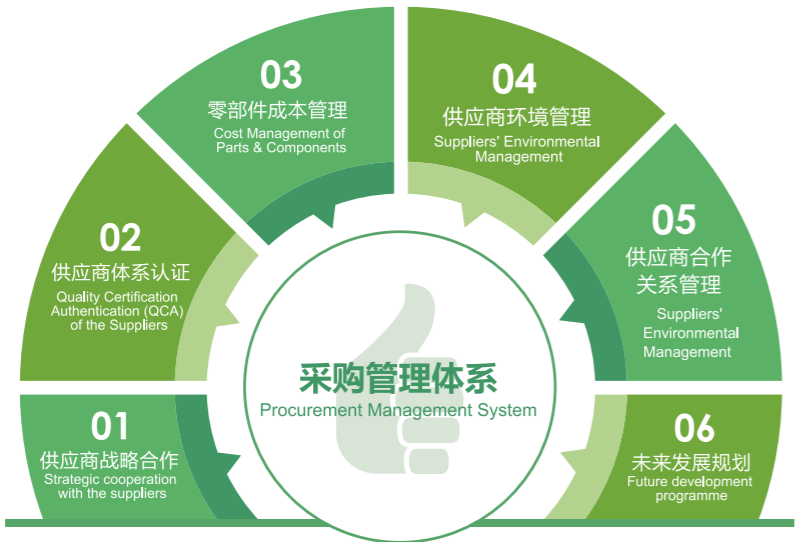 01
供应商战略合作
Strategic cooperation
with the suppliers
02
供应商体系认证
Quality Certification
Authentication (QCA)
of the Suppliers
03
零部件成本管理
Cost Management of
Parts & Components
04
供应商环境管理
Suppliers' Environmental
Management
05
供应商合作
关系管理
Suppliers'
Environmental
Management
06
未来发展规划
Future development
programme
采购管理体系
Procurement Management System